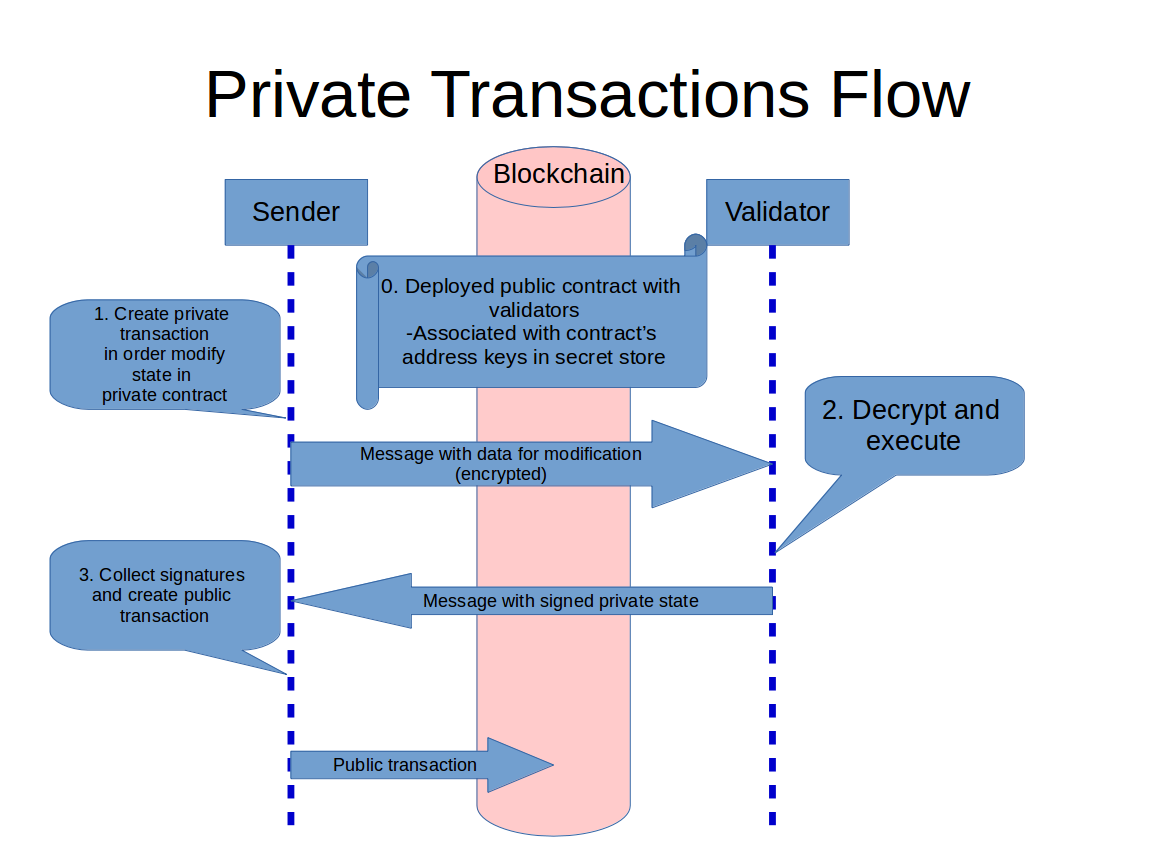 Private Transactions Flow
Blockchain
Sender
Validator
0. Deployed public contract with
validators
-Associated with contract's
address keys in secret store
1. Create private
transaction
in order modify
state in
private contract
2. Decrypt and
execute
Message with data for modification
(encrypted)
3. Collect signatures
and create public
transaction
Message with signed private state
Public transaction